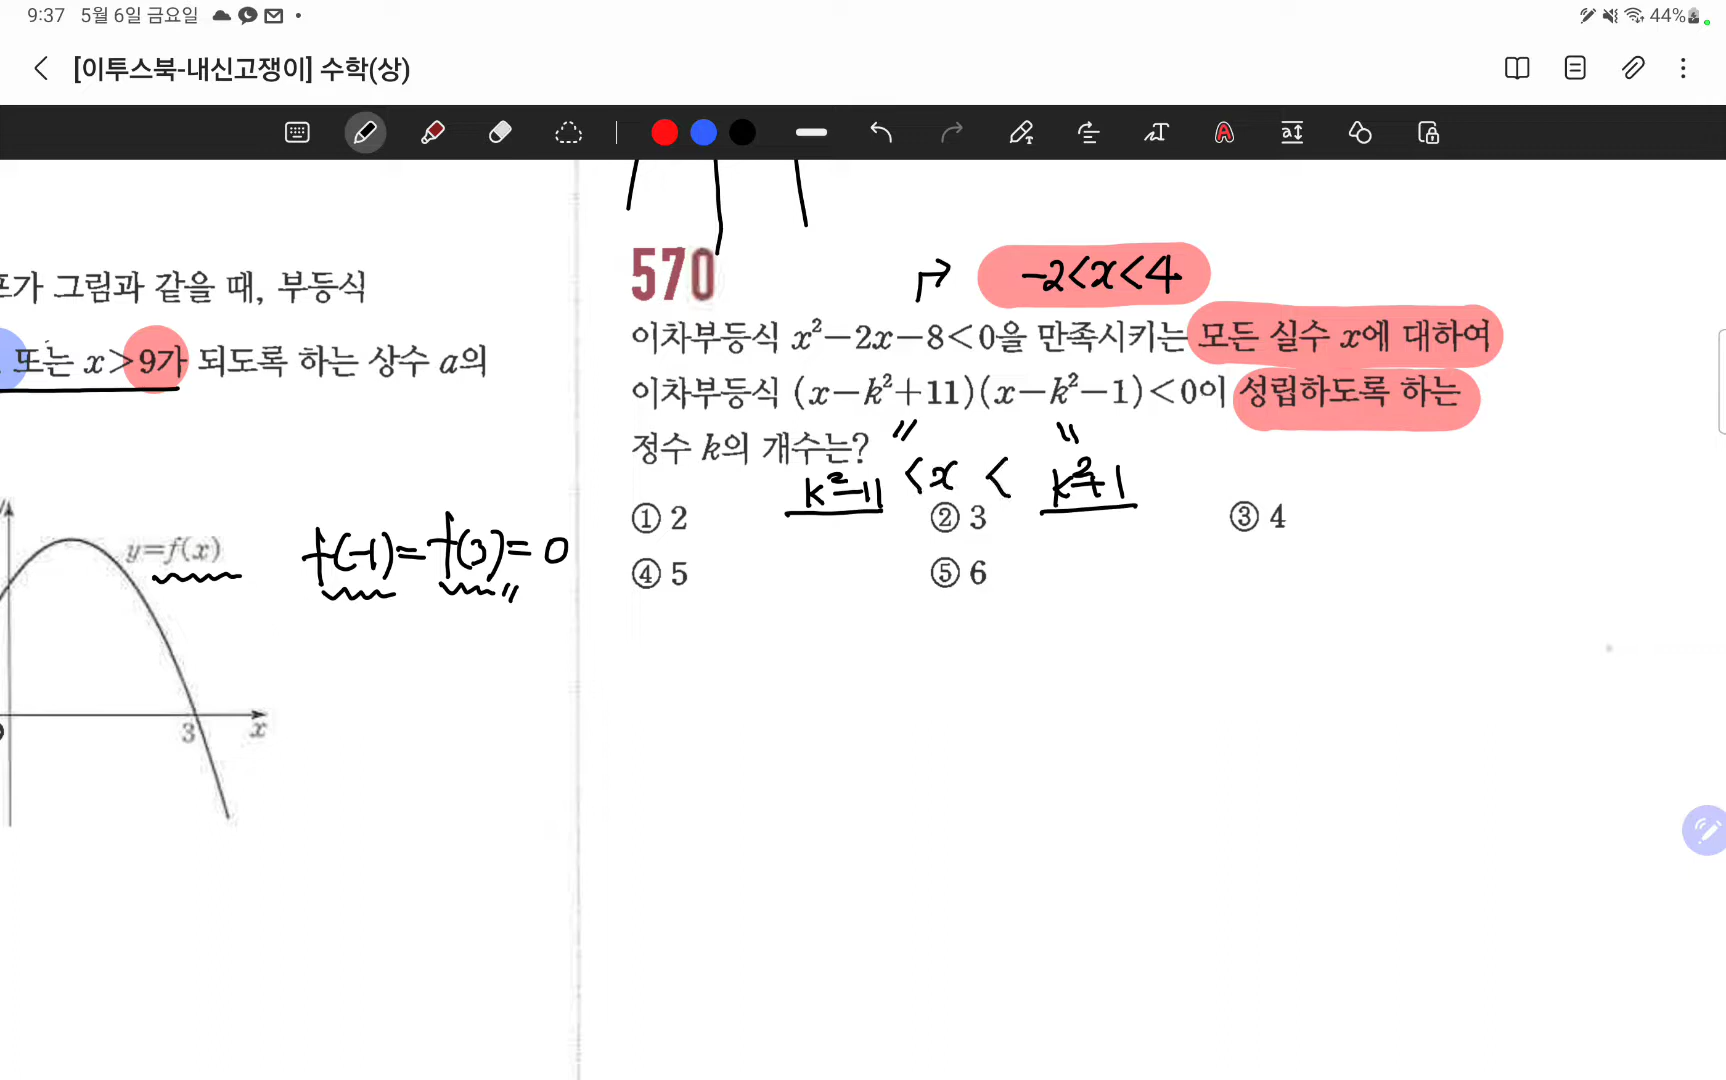 9:37 5월 6일 금요일
44%
[이투스북-내신고쟁이] 수학(상)
가 그림과 같을 때, 부등식
또는 x>9가 되도록 하는 상수 a의
y=f(x)
f(-1)=f(3)=0
3
x
570
-2<x<4
이차부등식 x²-2x-8<0을 만족시키는 모든 실수 x에 대하여
이차부등식 (x-k²+11)(x-k²-1)<0이 성립하도록 하는
정수 k의 개수는?
k²-11 <x< k²+1
① 2 ② 3 ③ 4
④ 5 ⑤ 6